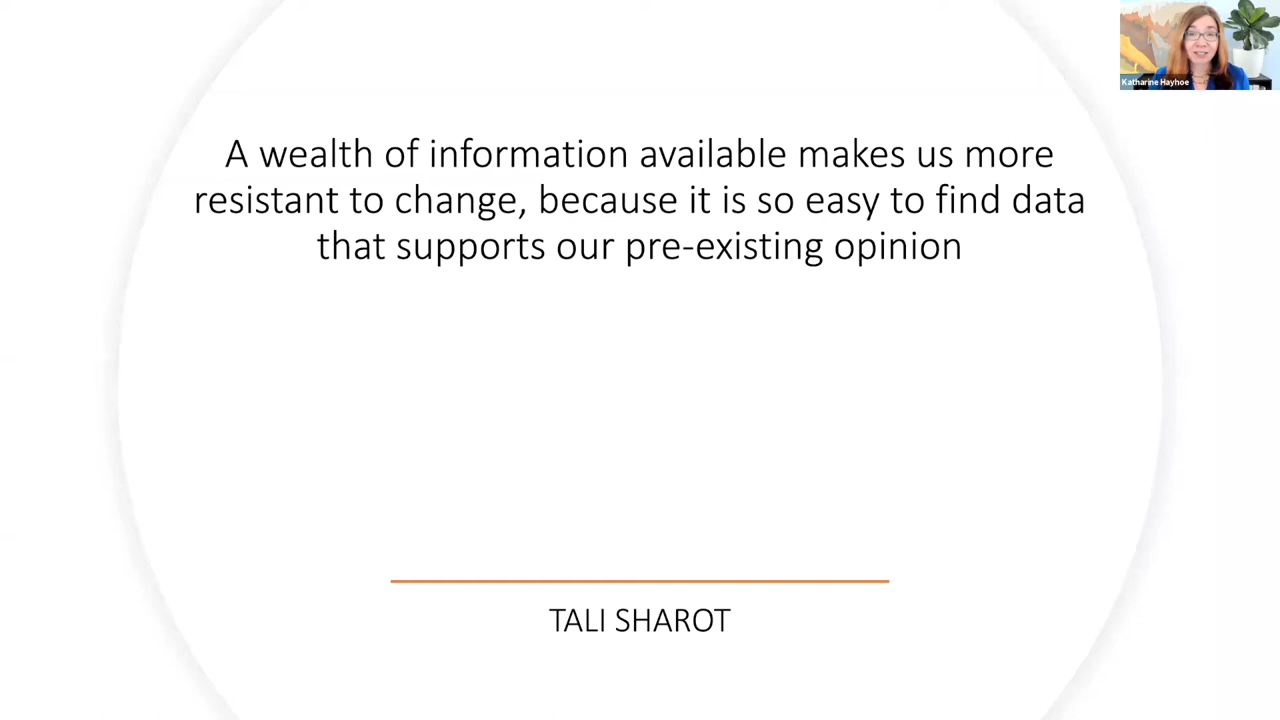 Katharine Hayhoe
A wealth of information available makes us more
resistant to change, because it is so easy to find data
that supports our pre-existing opinion
TALI SHAROT